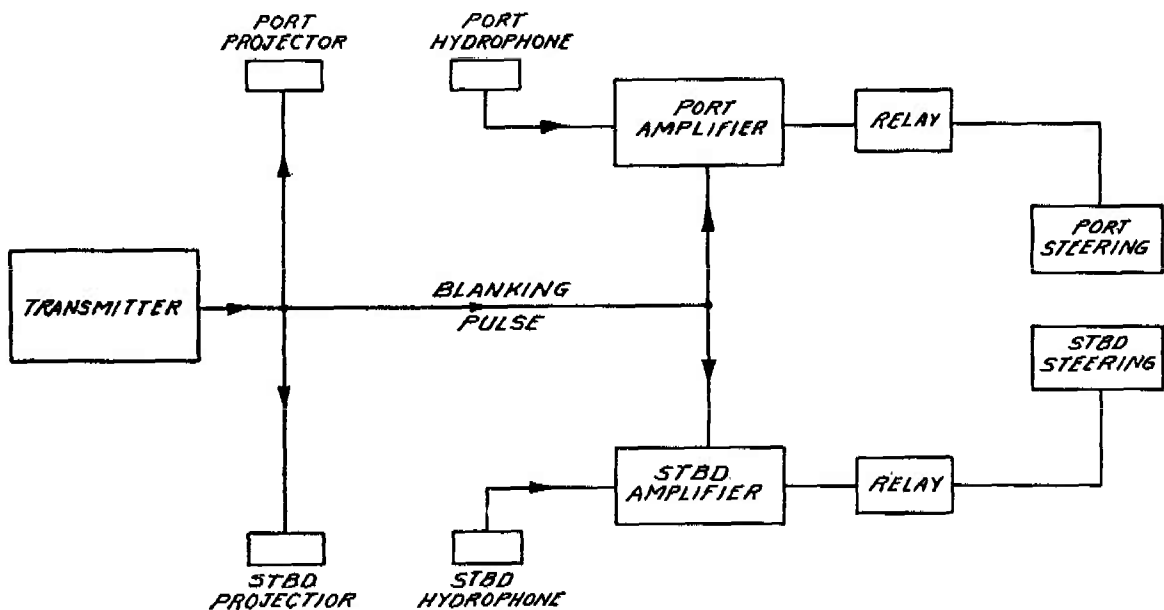 PORT
PROJECTOR
PORT
HYDROPHONE
PORT
AMPLIFIER
RELAY
PORT
STEERING
TRANSMITTER
BLANKING
PULSE
STBD
STEERING
STBD
AMPLIFIER
RELAY
STBD
PROJECTIOR
STBD
HYDROPHONE